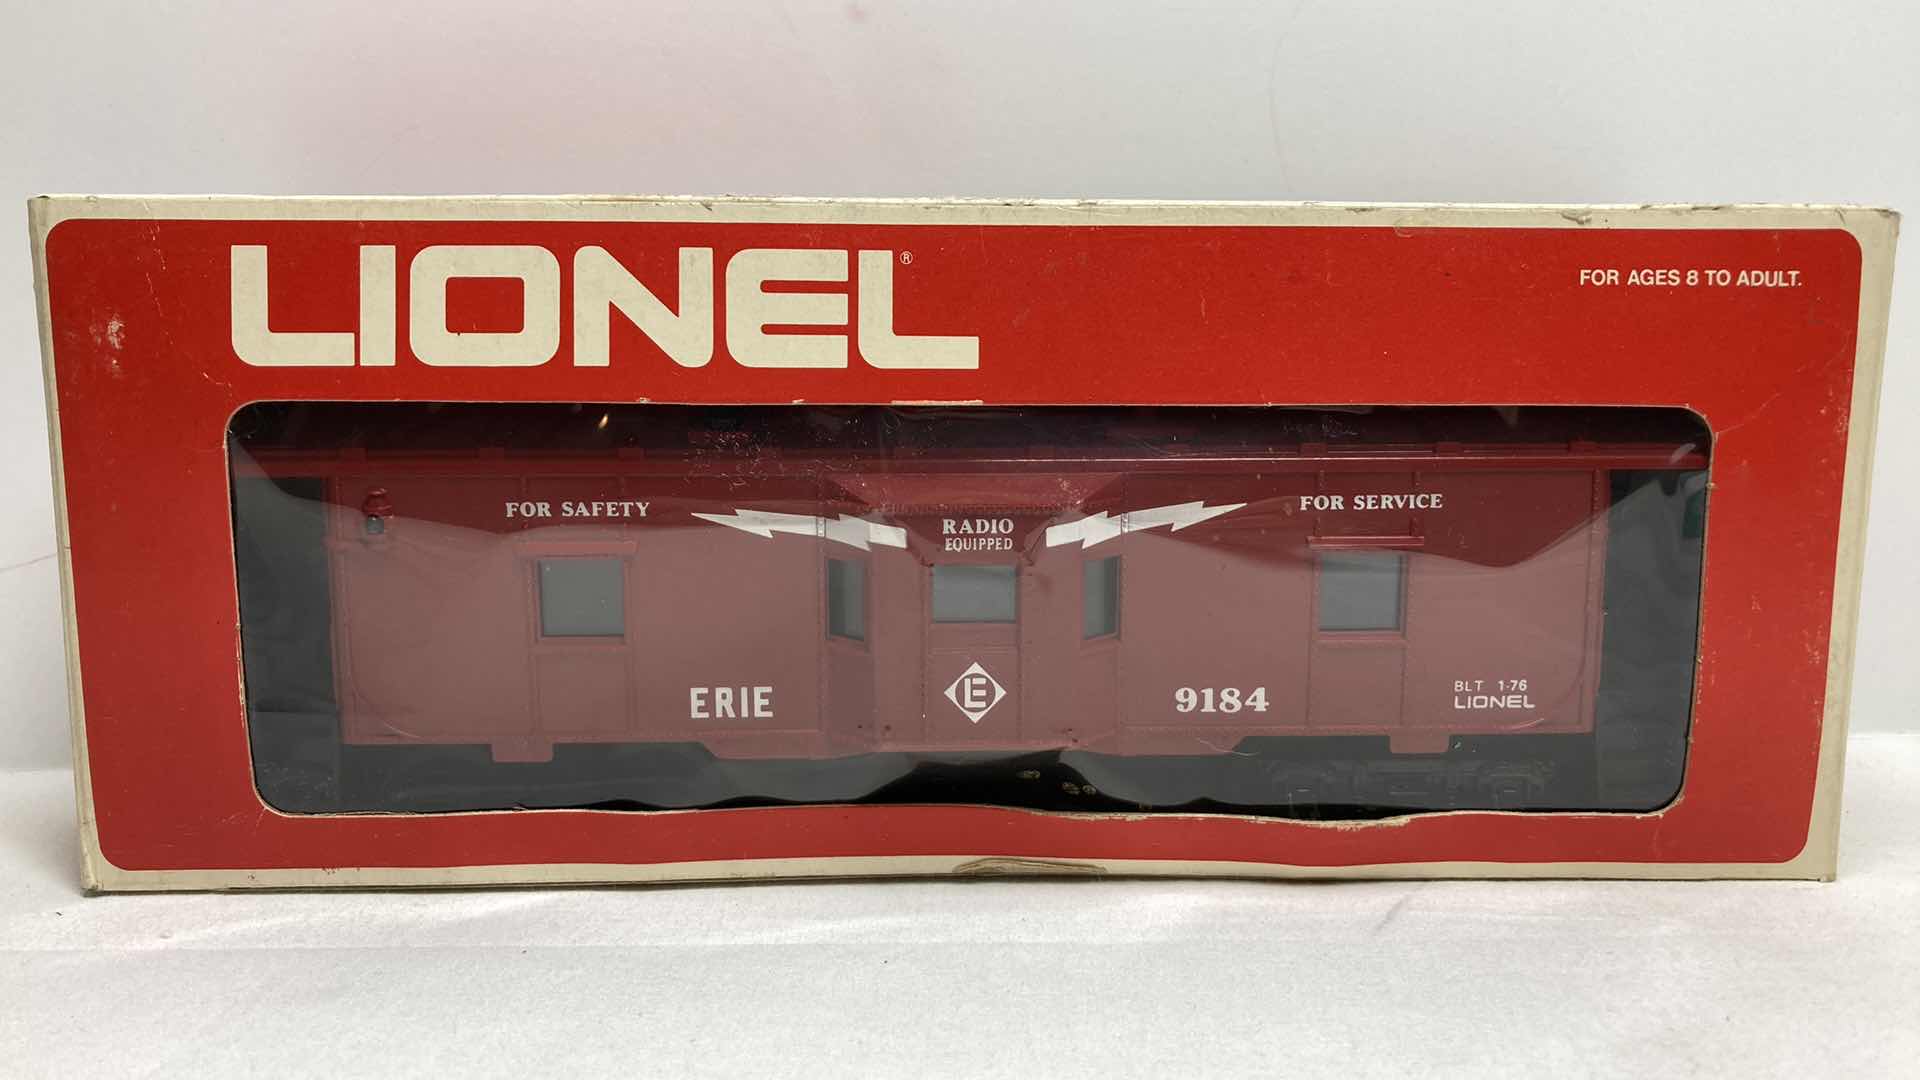 LIONEL®
FOR AGES 8 TO ADULT.
FOR SAFETY
RADIO
EQUIPPED
FOR SERVICE
ERIE
E
9184
BLT 1-76
LIONEL